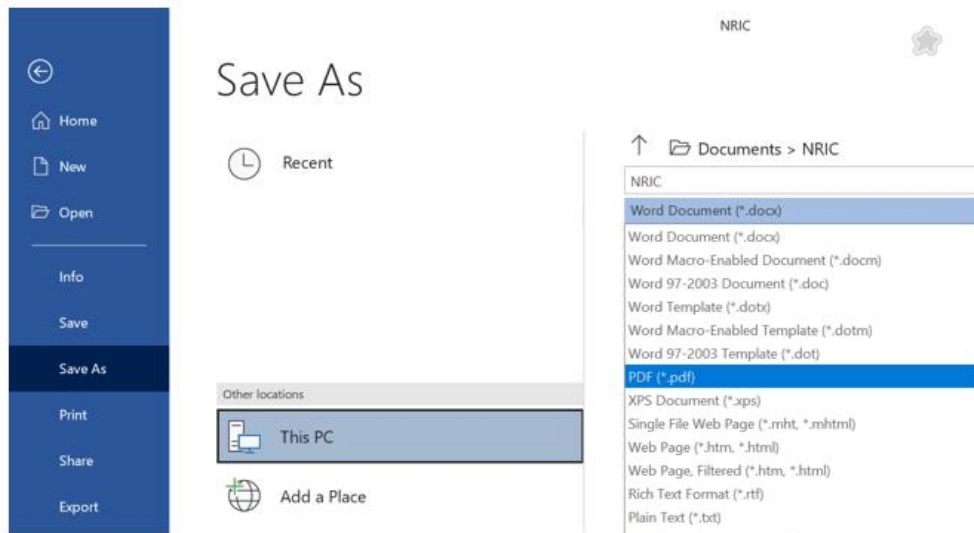 NRIC
Save As
Home
New
Open
Info
Save
Save As
Print
Share
Export
Recent
Other locations
This PC
Add a Place
Documents > NRIC
NRIC
Word Document (*.docx)
Word Document (*.docx)
Word Macro-Enabled Document (*.docm)
Word 97-2003 Document (*.doc)
Word Template (*.dotx)
Word Macro-Enabled Template (*.dotm)
Word 97-2003 Template (*.dot)
PDF (*.pdf)
XPS Document (*.xps)
Single File Web Page (*.mht, *.mhtml)
Web Page (*.htm, *.html)
Web Page, Filtered (*.htm, *.html)
Rich Text Format (*.rtf)
Plain Text (*.txt)